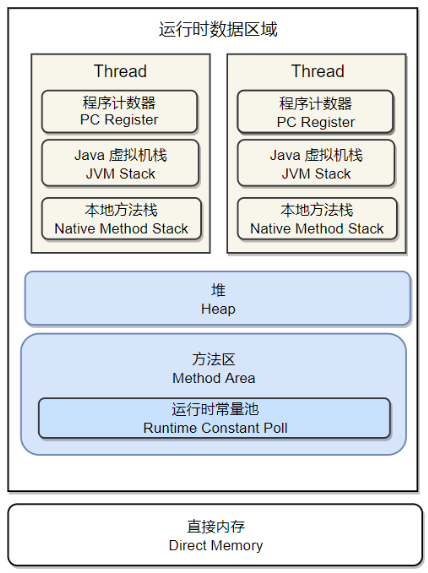 运行时数据区域
Thread
程序计数器
PC Register
Java 虚拟机栈
JVM Stack
本地方法栈
Native Method Stack
Thread
程序计数器
PC Register
Java 虚拟机栈
JVM Stack
本地方法栈
Native Method Stack
堆
Heap
方法区
Method Area
运行时常量池
Runtime Constant Poll
直接内存
Direct Memory